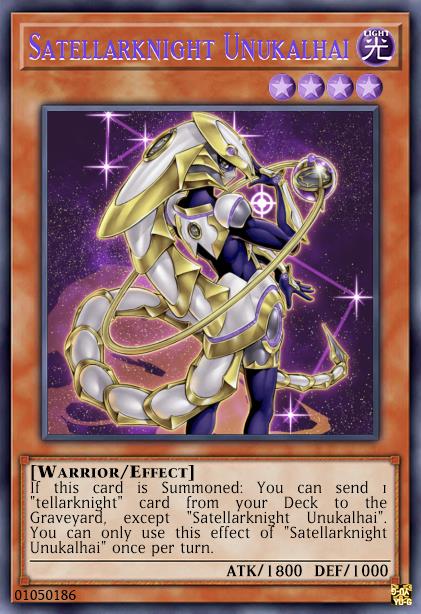 Satellarknight Unukalhai
LIGHT
光
[Warrior/Effect]
If this card is Summoned: You can send 1
"tellarknight" card from your Deck to the
Graveyard, except "Satellarknight Unukalhai".
You can only use this effect of "Satellarknight
Unukalhai" once per turn.
ATK/1800 DEF/1000
01050186